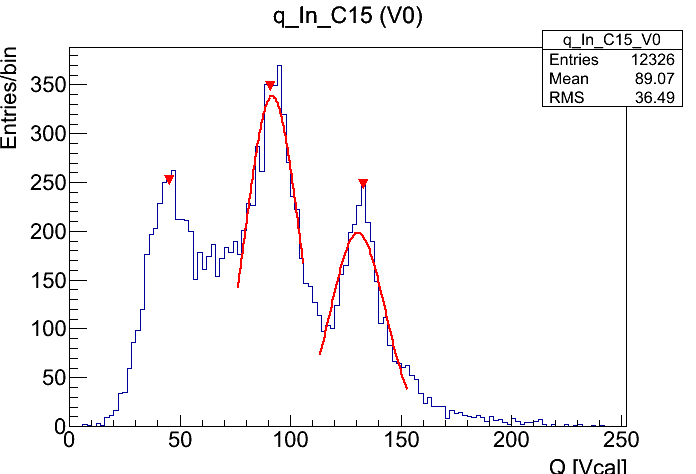 q_In_C15 (V0)
q_In_C15_V0
Entries 12326
Mean 89.07
RMS 36.49
Entries/bin
350
300
250
200
150
100
50
0
0 50 100 150 200 250
Q [Vcal]